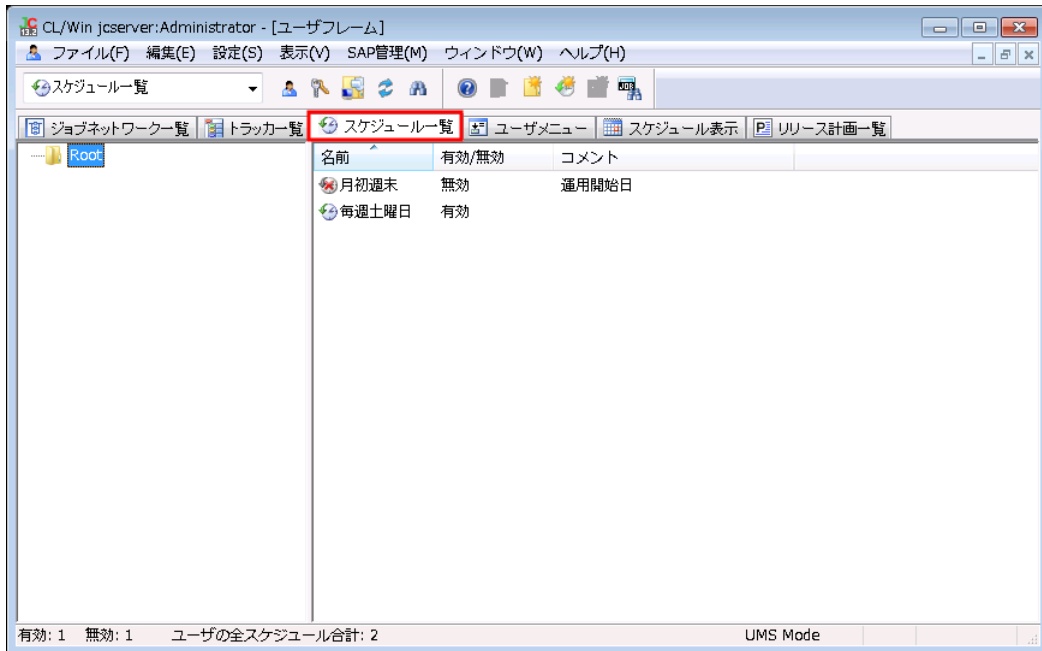 CL/Win jcserver:Administrator - [ユーザフレーム]
ファイル(F) 編集(E) 設定(S) 表示(V) SAP管理(M) ウィンドウ(W) ヘルプ(H)
スケジュール一覧
ジョブネットワーク一覧 トラッカ一覧 スケジュール一覧 ユーザメニュー スケジュール表示 リリース計画一覧
Root
名前 有効/無効 コメント
月初週末 無効 運用開始日
毎週土曜日 有効
有効: 1 無効: 1 ユーザの全スケジュール合計: 2 UMS Mode